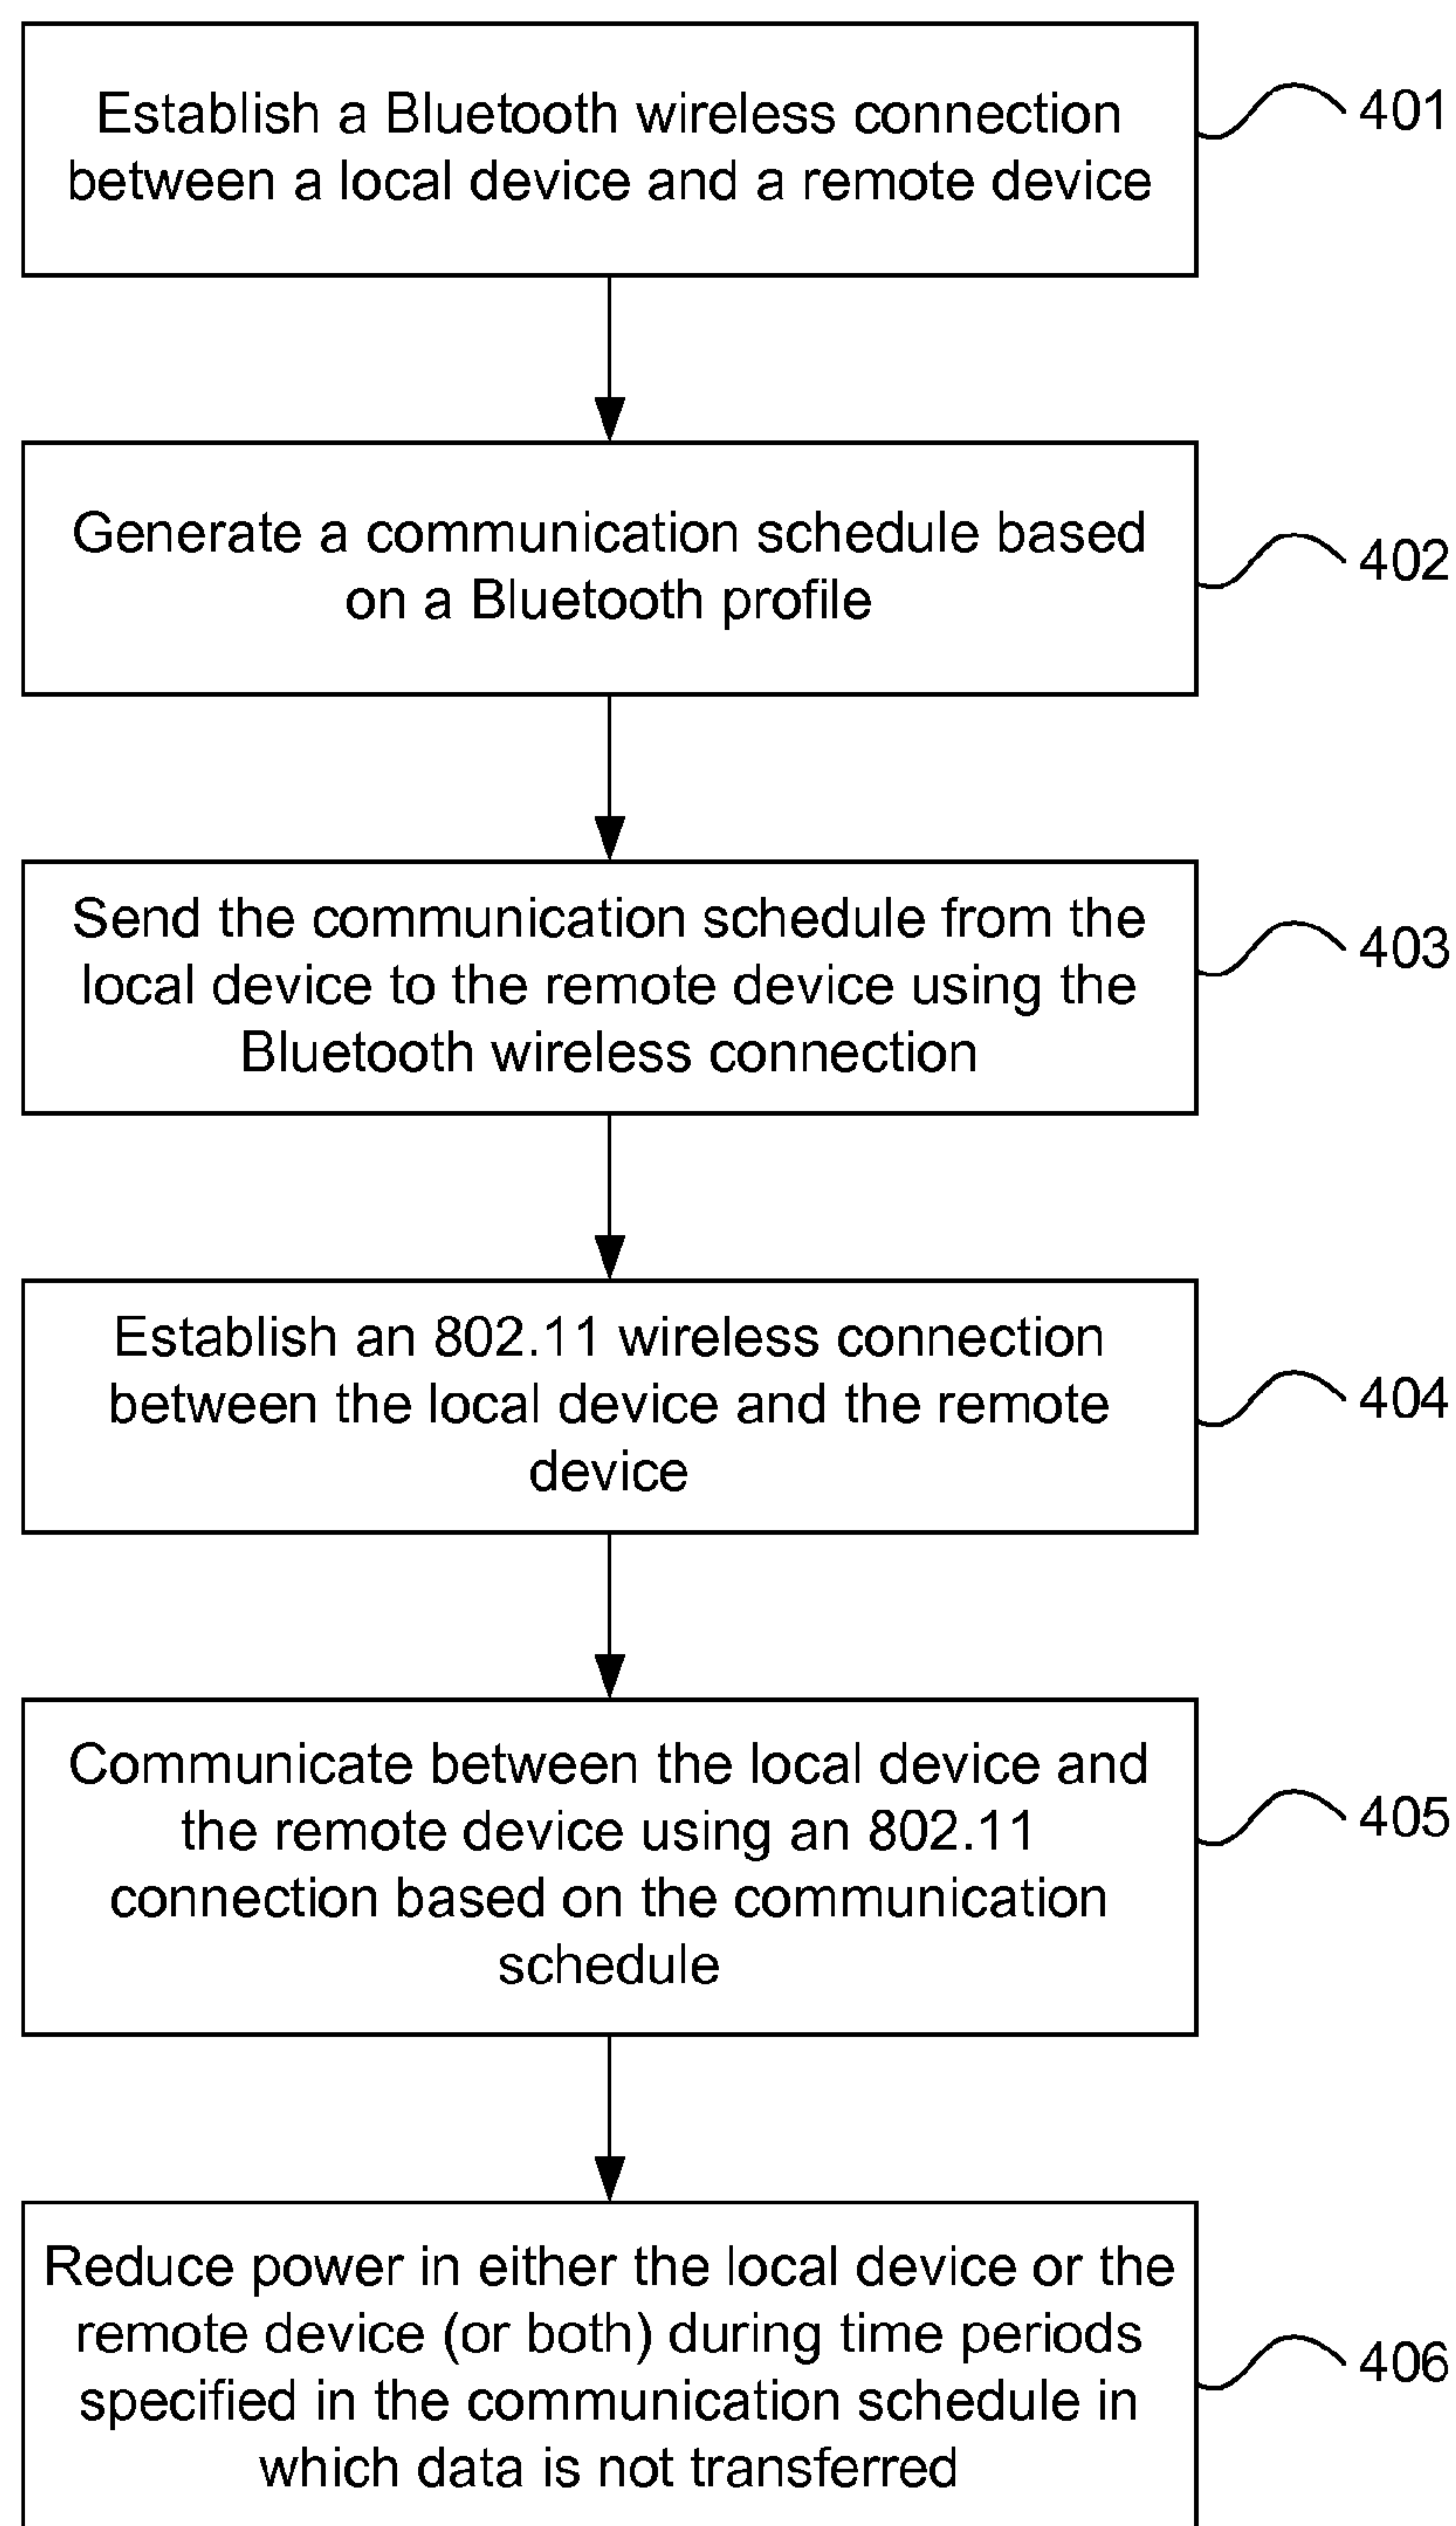 Establish a Bluetooth wireless connection
between a local device and a remote device
401
Generate a communication schedule based
on a Bluetooth profile
402
Send the communication schedule from the
local device to the remote device using the
Bluetooth wireless connection
403
Establish an 802.11 wireless connection
between the local device and the remote
device
404
Communicate between the local device and
the remote device using an 802.11
connection based on the communication
schedule
405
Reduce power in either the local device or the
remote device (or both) during time periods
specified in the communication schedule in
which data is not transferred
406